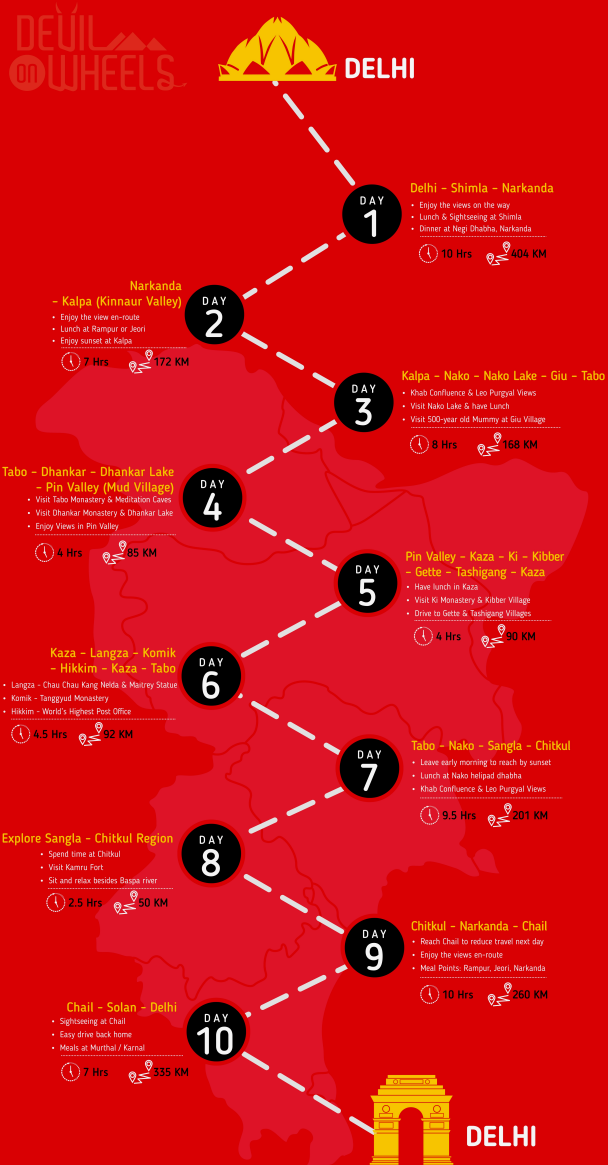 DEVIL
ON WHEELS
DELHI
DAY
1
Delhi - Shimla - Narkanda
• Enjoy the views on the way
• Lunch & Sightseeing at Shimla
• Dinner at Negi Dhabha, Narkanda
10 Hrs 404 KM
DAY
2
Narkanda
- Kalpa (Kinnaur Valley)
• Enjoy the view en-route
• Lunch at Rampur or Jeori
• Enjoy sunset at Kalpa
7 Hrs 172 KM
DAY
3
Kalpa - Nako - Nako Lake - Giu - Tabo
• Khab Confluence & Leo Purgyal Views
• Visit Nako Lake & have Lunch
• Visit 500-year old Mummy at Giu Village
8 Hrs 168 KM
DAY
4
Tabo - Dhankar - Dhankar Lake
- Pin Valley (Mud Village)
• Visit Tabo Monastery & Meditation Caves
• Visit Dhankar Monastery & Dhankar Lake
• Enjoy Views in Pin Valley
4 Hrs 85 KM
DAY
5
Pin Valley - Kaza - Ki - Kibber
- Gette - Tashigang - Kaza
• Have lunch in Kaza
• Visit Ki Monastery & Kibber Village
• Drive to Gette & Tashigang Villages
4 Hrs 90 KM
DAY
6
Kaza - Langza - Komik
- Hikkim - Kaza - Tabo
• Langza - Chau Chau Kang Nelda & Maitrey Statue
• Komik - Tanggyud Monastery
• Hikkim - World's Highest Post Office
4.5 Hrs 92 KM
DAY
7
Tabo - Nako - Sangla - Chitkul
• Leave early morning to reach by sunset
• Lunch at Nako helipad dhabha
• Khab Confluence & Leo Purgyal Views
9.5 Hrs 201 KM
DAY
8
Explore Sangla - Chitkul Region
• Spend time at Chitkul
• Visit Kamru Fort
• Sit and relax besides Baspa river
2.5 Hrs 50 KM
DAY
9
Chitkul - Narkanda - Chail
• Reach Chail to reduce travel next day
• Enjoy the views en-route
• Meal Points: Rampur, Jeori, Narkanda
10 Hrs 260 KM
DAY
10
Chail - Solan - Delhi
• Sightseeing at Chail
• Easy drive back home
• Meals at Murthal / Karnal
7 Hrs 335 KM
DELHI